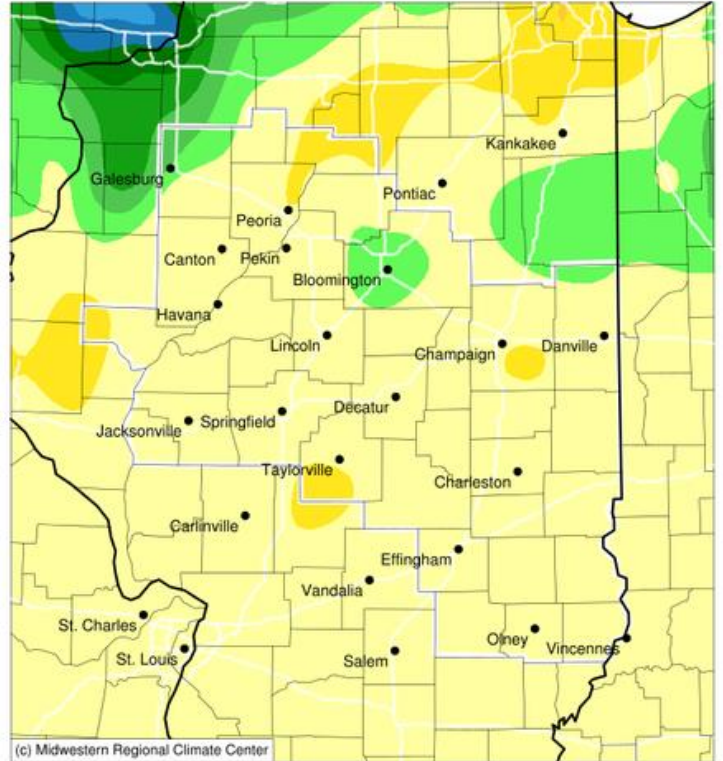 Kankakee
Galesburg
Pontiac
Peoria
Canton
Pekin
Bloomington
Havana
Lincoln
Champaign
Danville
Decatur
Jacksonville
Springfield
Taylorville
Charleston
Carlinville
Effingham
Vandalia
St. Charles
Olney
Vincennes
St. Louis
Salem
(c) Midwestern Regional Climate Center